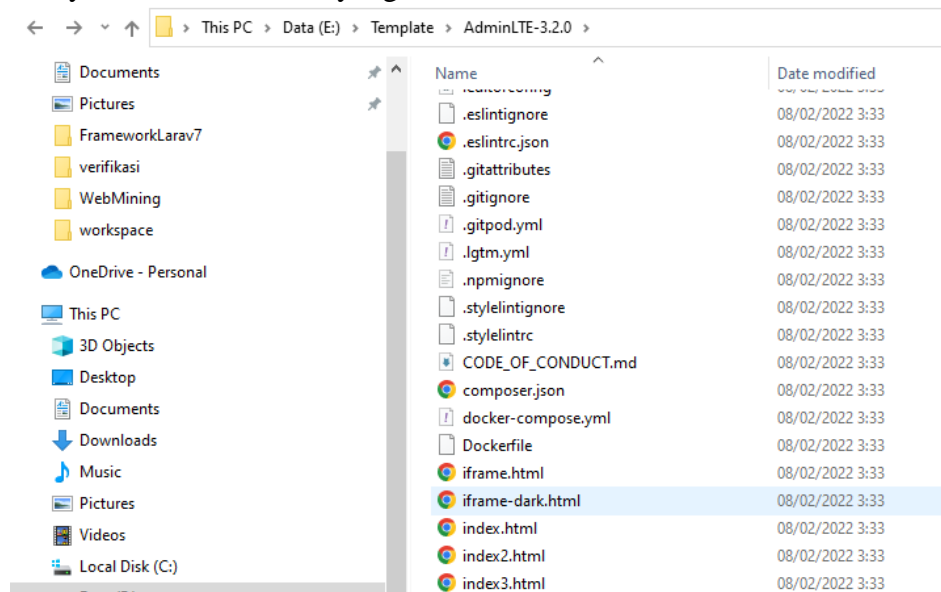 This PC > Data (E:) > Template > AdminLTE-3.2.0 >
Documents
Pictures
FrameworkLarav7
verifikasi
WebMining
workspace
OneDrive - Personal
This PC
3D Objects
Desktop
Documents
Downloads
Music
Pictures
Videos
Local Disk (C:)
Name Date modified
.eslintignore 08/02/2022 3:33
.eslintrc.json 08/02/2022 3:33
.gitattributes 08/02/2022 3:33
.gitignore 08/02/2022 3:33
.gitpod.yml 08/02/2022 3:33
.lgtm.yml 08/02/2022 3:33
.npmignore 08/02/2022 3:33
.stylelintignore 08/02/2022 3:33
.stylelintrc 08/02/2022 3:33
CODE_OF_CONDUCT.md 08/02/2022 3:33
composer.json 08/02/2022 3:33
docker-compose.yml 08/02/2022 3:33
Dockerfile 08/02/2022 3:33
iframe.html 08/02/2022 3:33
iframe-dark.html 08/02/2022 3:33
index.html 08/02/2022 3:33
index2.html 08/02/2022 3:33
index3.html 08/02/2022 3:33